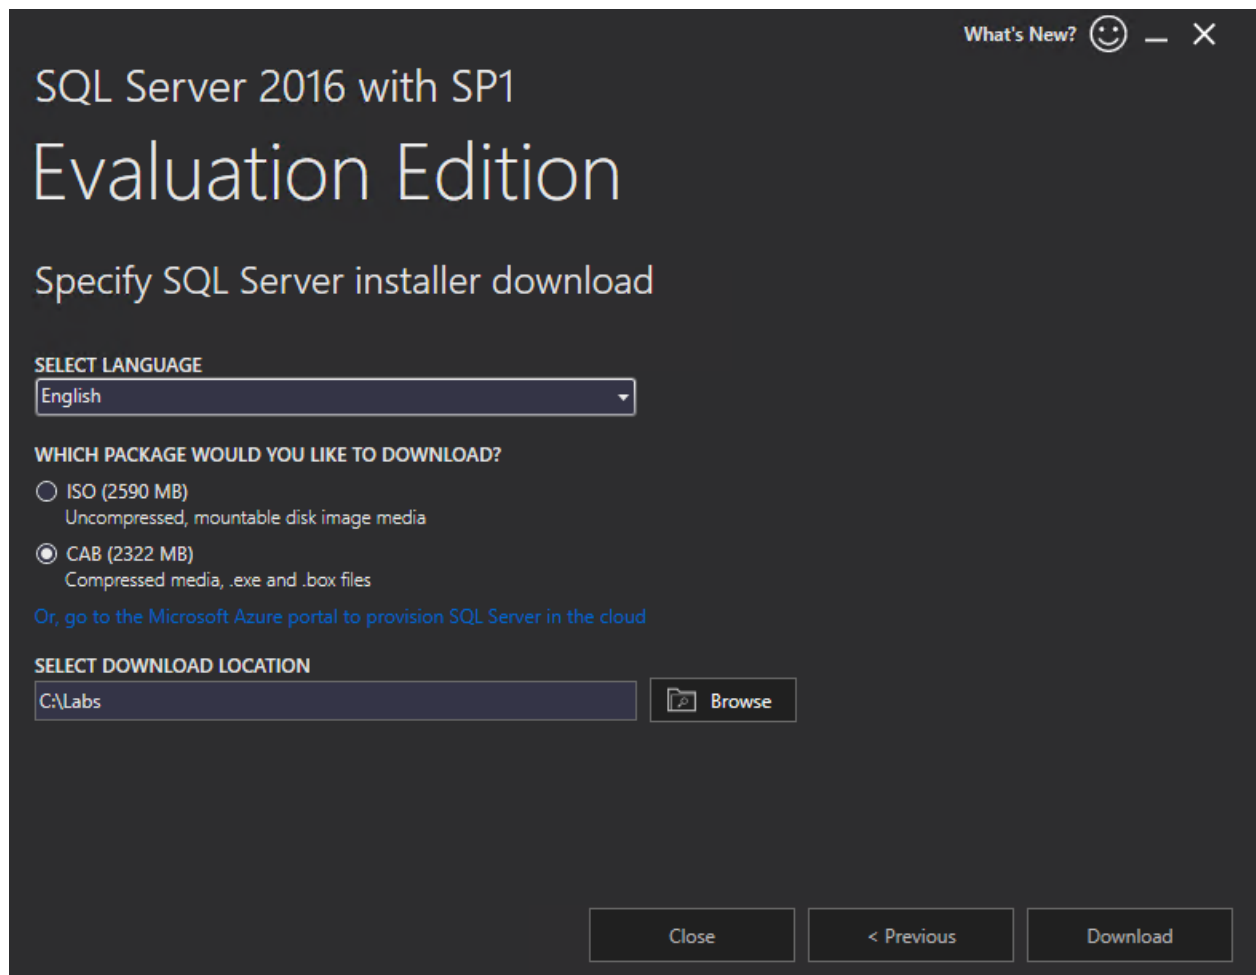 What's New?
SQL Server 2016 with SP1
Evaluation Edition
Specify SQL Server installer download
SELECT LANGUAGE
English
WHICH PACKAGE WOULD YOU LIKE TO DOWNLOAD?
ISO (2590 MB)
Uncompressed, mountable disk image media
CAB (2322 MB)
Compressed media, .exe and .box files
Or, go to the Microsoft Azure portal to provision SQL Server in the cloud
SELECT DOWNLOAD LOCATION
C:\Labs
Browse
Close
< Previous
Download